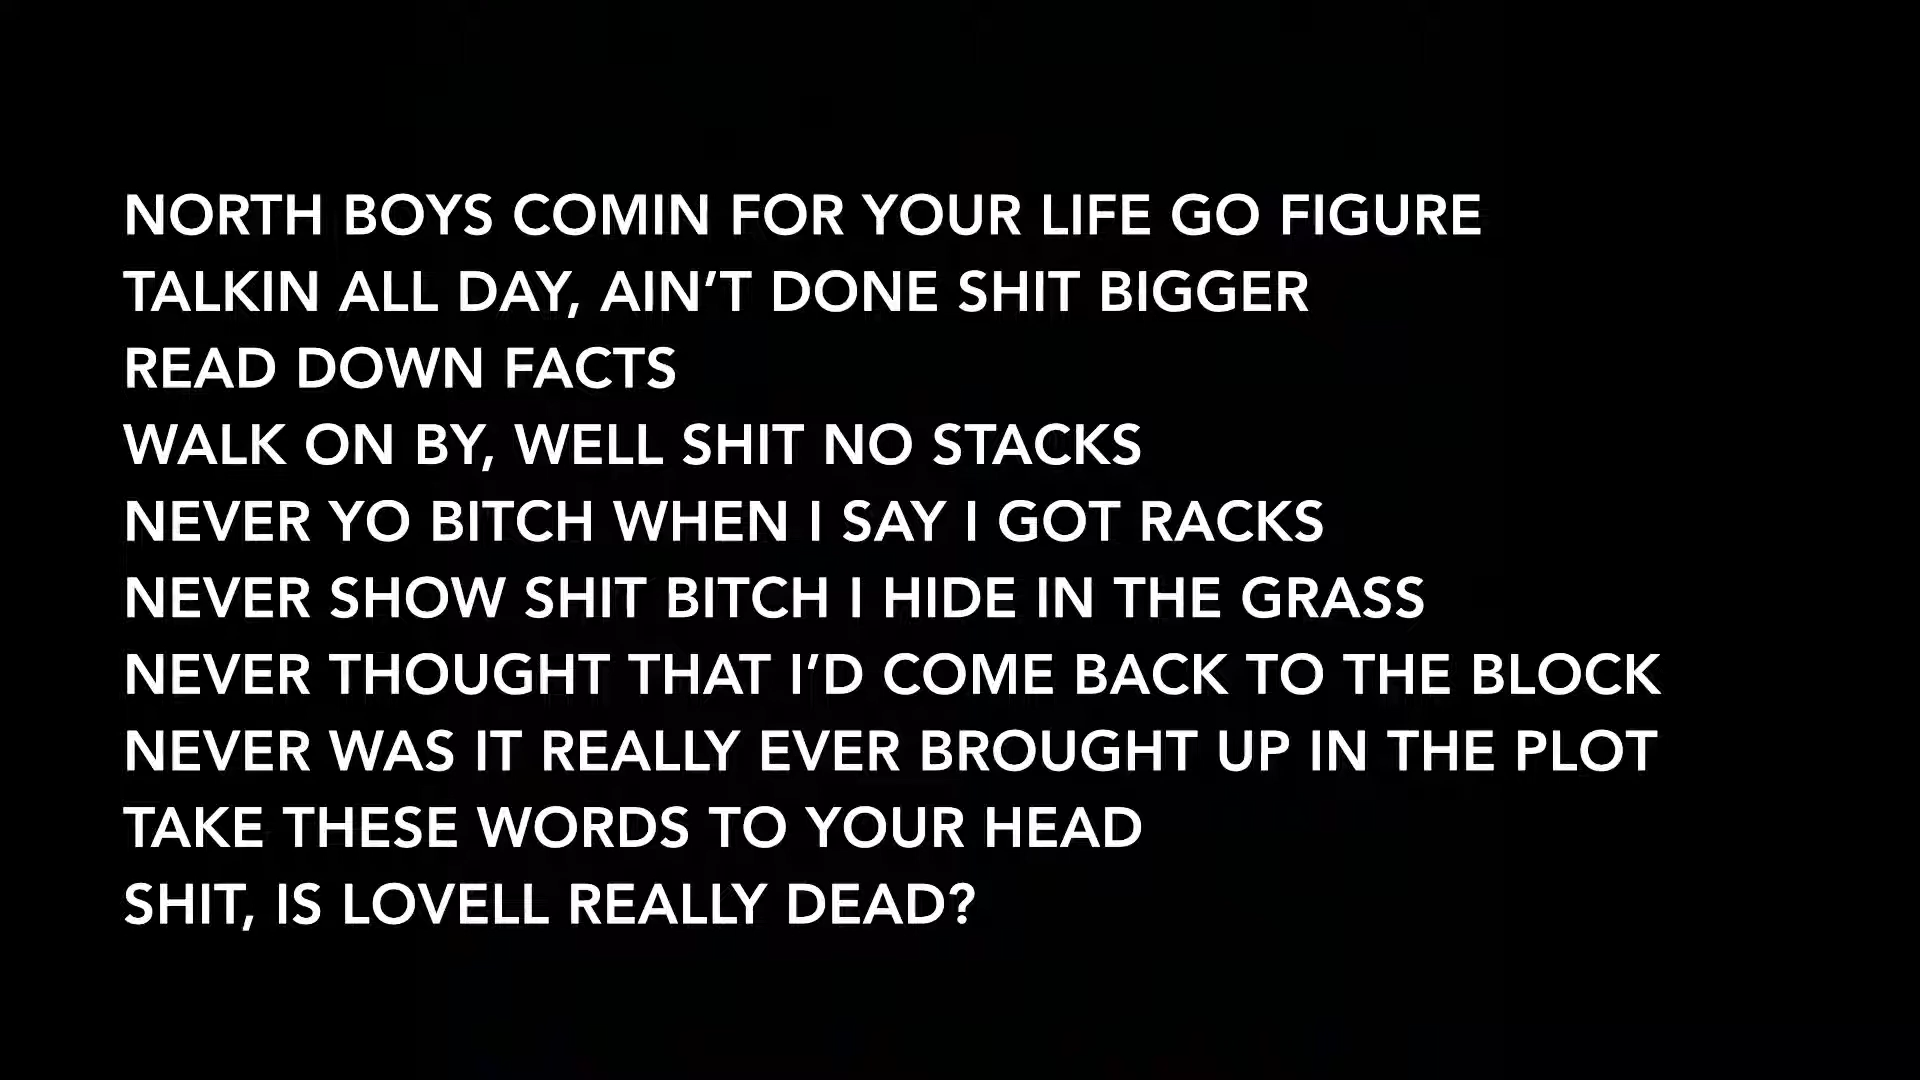 NORTH BOYS COMIN FOR YOUR LIFE GO FIGURE
TALKIN ALL DAY, AIN’T DONE SHIT BIGGER
READ DOWN FACTS
WALK ON BY, WELL SHIT NO STACKS
NEVER YO BITCH WHEN I SAY I GOT RACKS
NEVER SHOW SHIT BITCH I HIDE IN THE GRASS
NEVER THOUGHT THAT I’D COME BACK TO THE BLOCK
NEVER WAS IT REALLY EVER BROUGHT UP IN THE PLOT
TAKE THESE WORDS TO YOUR HEAD
SHIT, IS LOVELL REALLY DEAD?